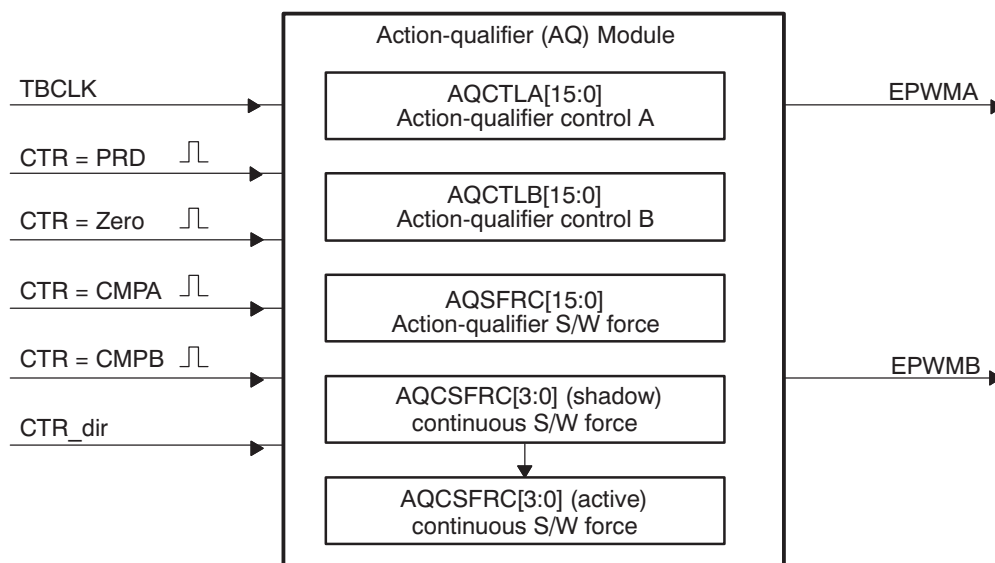 Action-qualifier (AQ) Module
TBCLK
CTR = PRD
CTR = Zero
CTR = CMPA
CTR = CMPB
CTR_dir
AQCTLA[15:0]
Action-qualifier control A
AQCTLB[15:0]
Action-qualifier control B
AQSFRC[15:0]
Action-qualifier S/W force
AQCSFRC[3:0] (shadow)
continuous S/W force
AQCSFRC[3:0] (active)
continuous S/W force
EPWMA
EPWMB